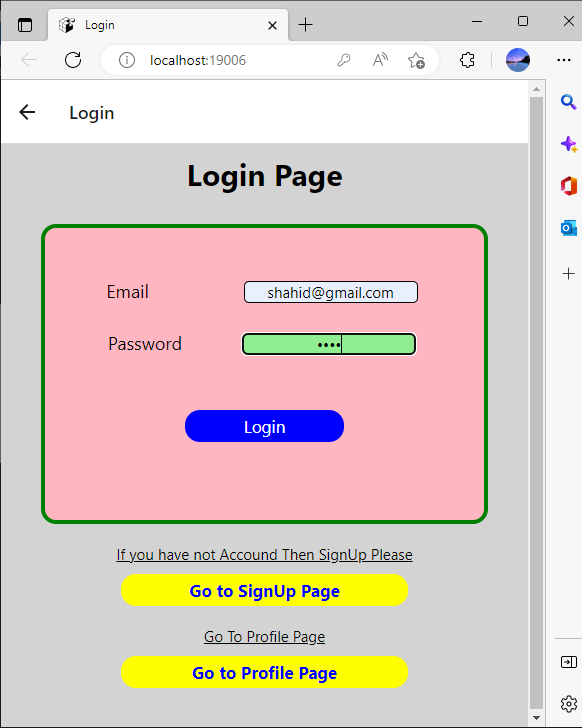 Login
localhost:19006
Login
Login Page
Email shahid@gmail.com
Password ••••
Login
If you have not Accound Then SignUp Please
Go to SignUp Page
Go To Profile Page
Go to Profile Page